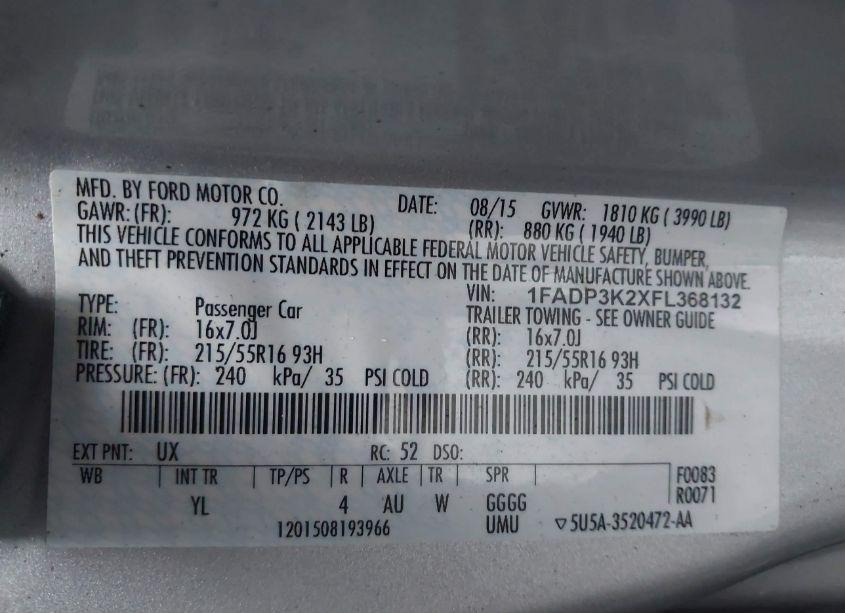 MFD. BY FORD MOTOR CO. DATE: 08/15 GVWR: 1810 KG ( 3990 LB)
GAWR: (FR): 972 KG ( 2143 LB) (RR): 880 KG ( 1940 LB)
THIS VEHICLE CONFORMS TO ALL APPLICABLE FEDERAL MOTOR VEHICLE SAFETY, BUMPER,
AND THEFT PREVENTION STANDARDS IN EFFECT ON THE DATE OF MANUFACTURE SHOWN ABOVE.
VIN: 1FADP3K2XFL368132
TYPE: Passenger Car TRAILER TOWING - SEE OWNER GUIDE
RIM: (FR): 16x7.0J (RR): 16x7.0J
TIRE: (FR): 215/55R16 93H (RR): 215/55R16 93H
PRESSURE: (FR): 240 kPa/ 35 PSI COLD (RR): 240 kPa/ 35 PSI COLD
EXT PNT: UX RC: 52 DSO:
WB INT TR TP/PS R AXLE TR SPR F0083
YL 4 AU W GGGG R0071
1201508193966 UMU ▽5U5A-3520472-AA